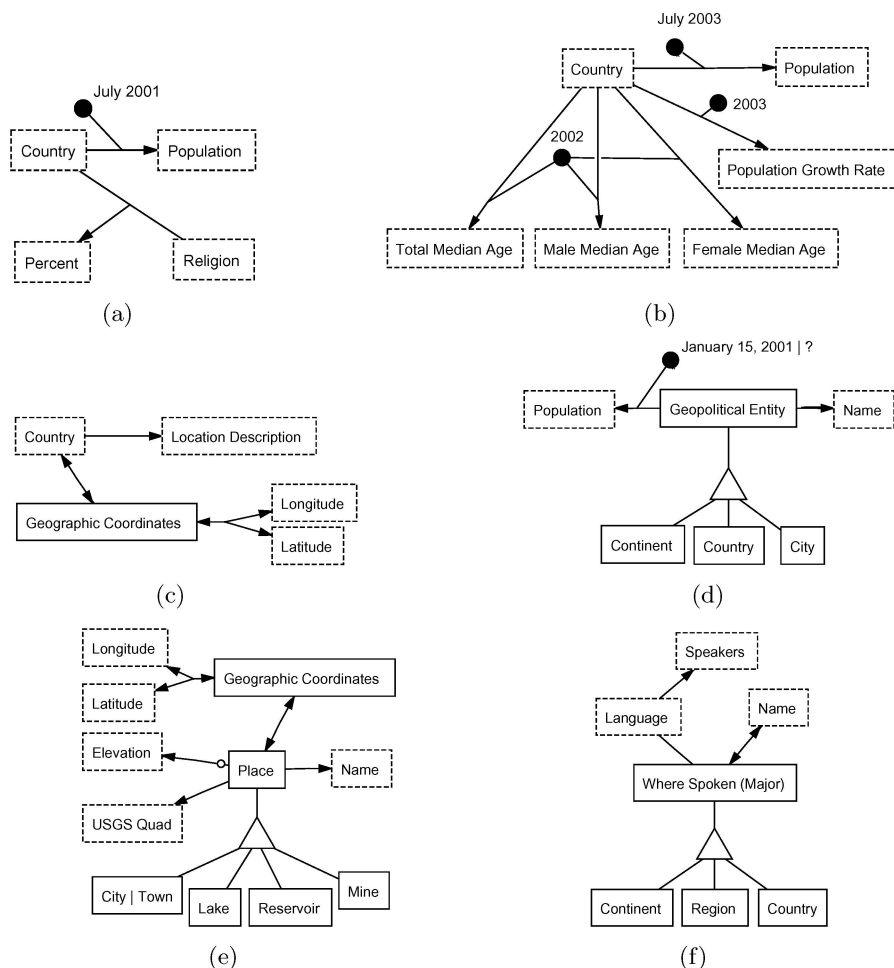 July 2001
Country
Population
Percent
Religion
(a)
July 2003
Country
Population
2003
2002
Population Growth Rate
Total Median Age
Male Median Age
Female Median Age
(b)
Country
Location Description
Geographic Coordinates
Longitude
Latitude
(c)
January 15, 2001 | ?
Population
Geopolitical Entity
Name
Continent
Country
City
(d)
Longitude
Geographic Coordinates
Latitude
Elevation
Place
Name
USGS Quad
City | Town
Lake
Reservoir
Mine
(e)
Speakers
Name
Language
Where Spoken (Major)
Continent
Region
Country
(f)